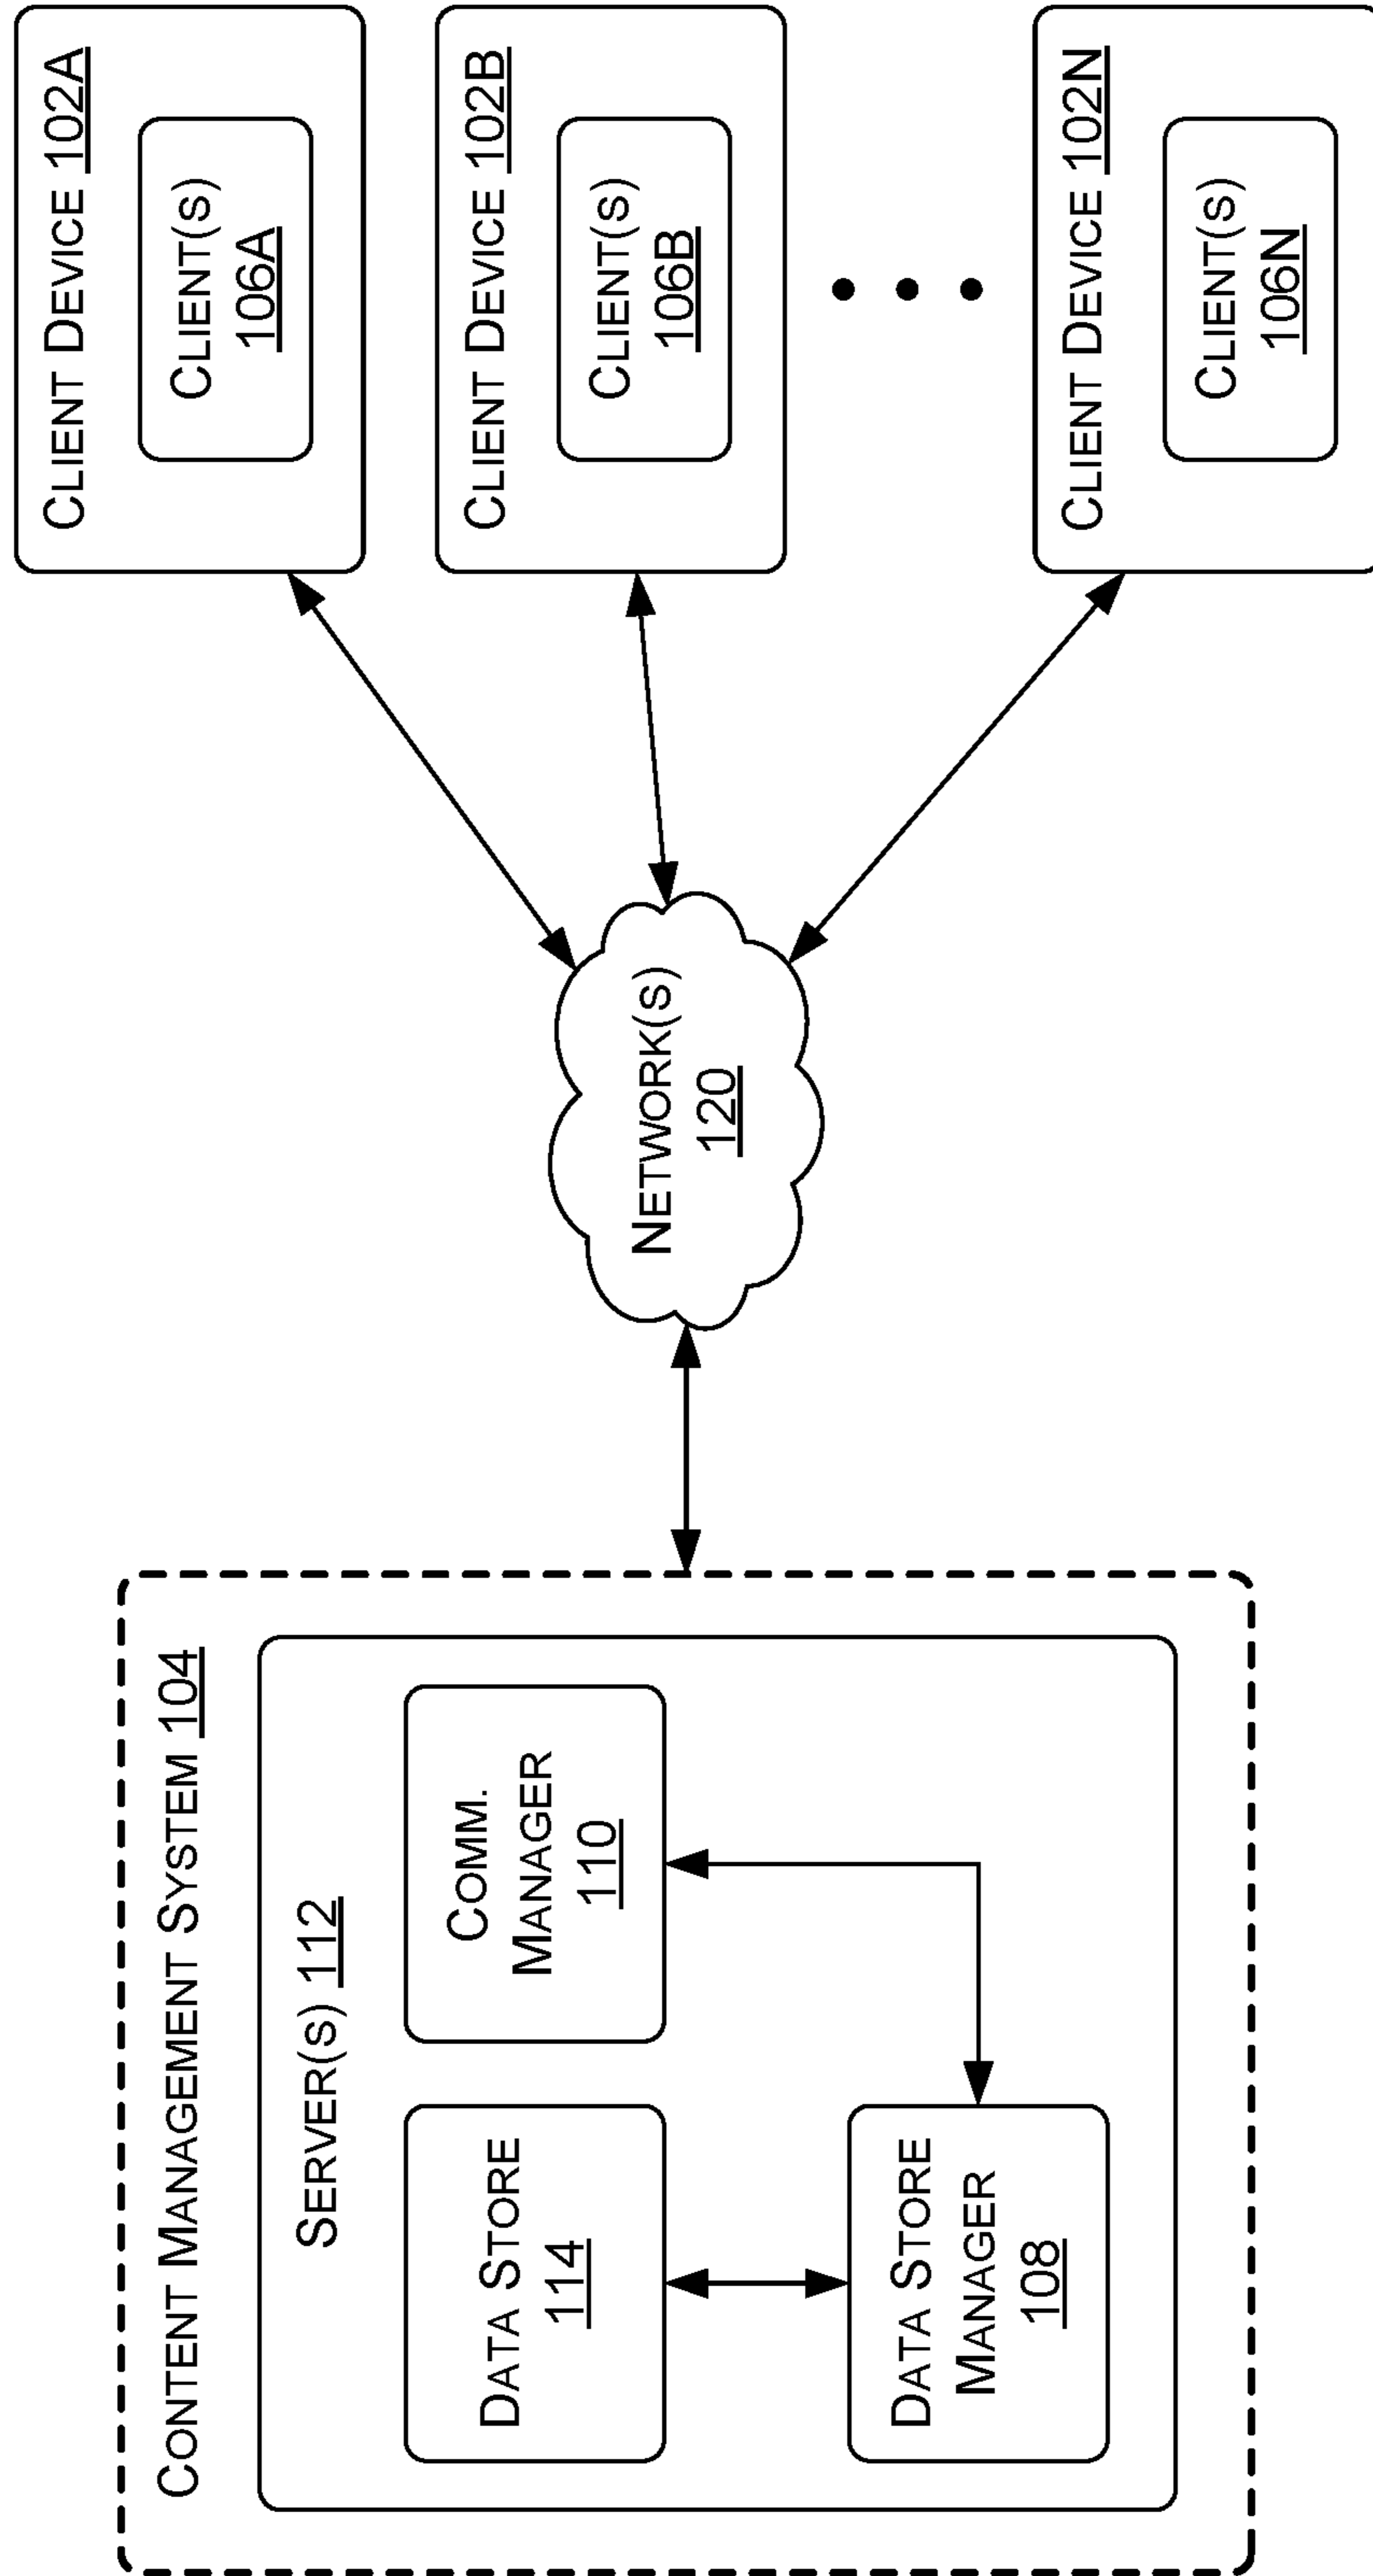 CONTENT MANAGEMENT SYSTEM 104
SERVER(S) 112
DATA STORE
114
COMM.
MANAGER
110
DATA STORE
MANAGER
108
NETWORK(S)
120
CLIENT DEVICE 102A
CLIENT(S)
106A
CLIENT DEVICE 102B
CLIENT(S)
106B
CLIENT DEVICE 102N
CLIENT(S)
106N